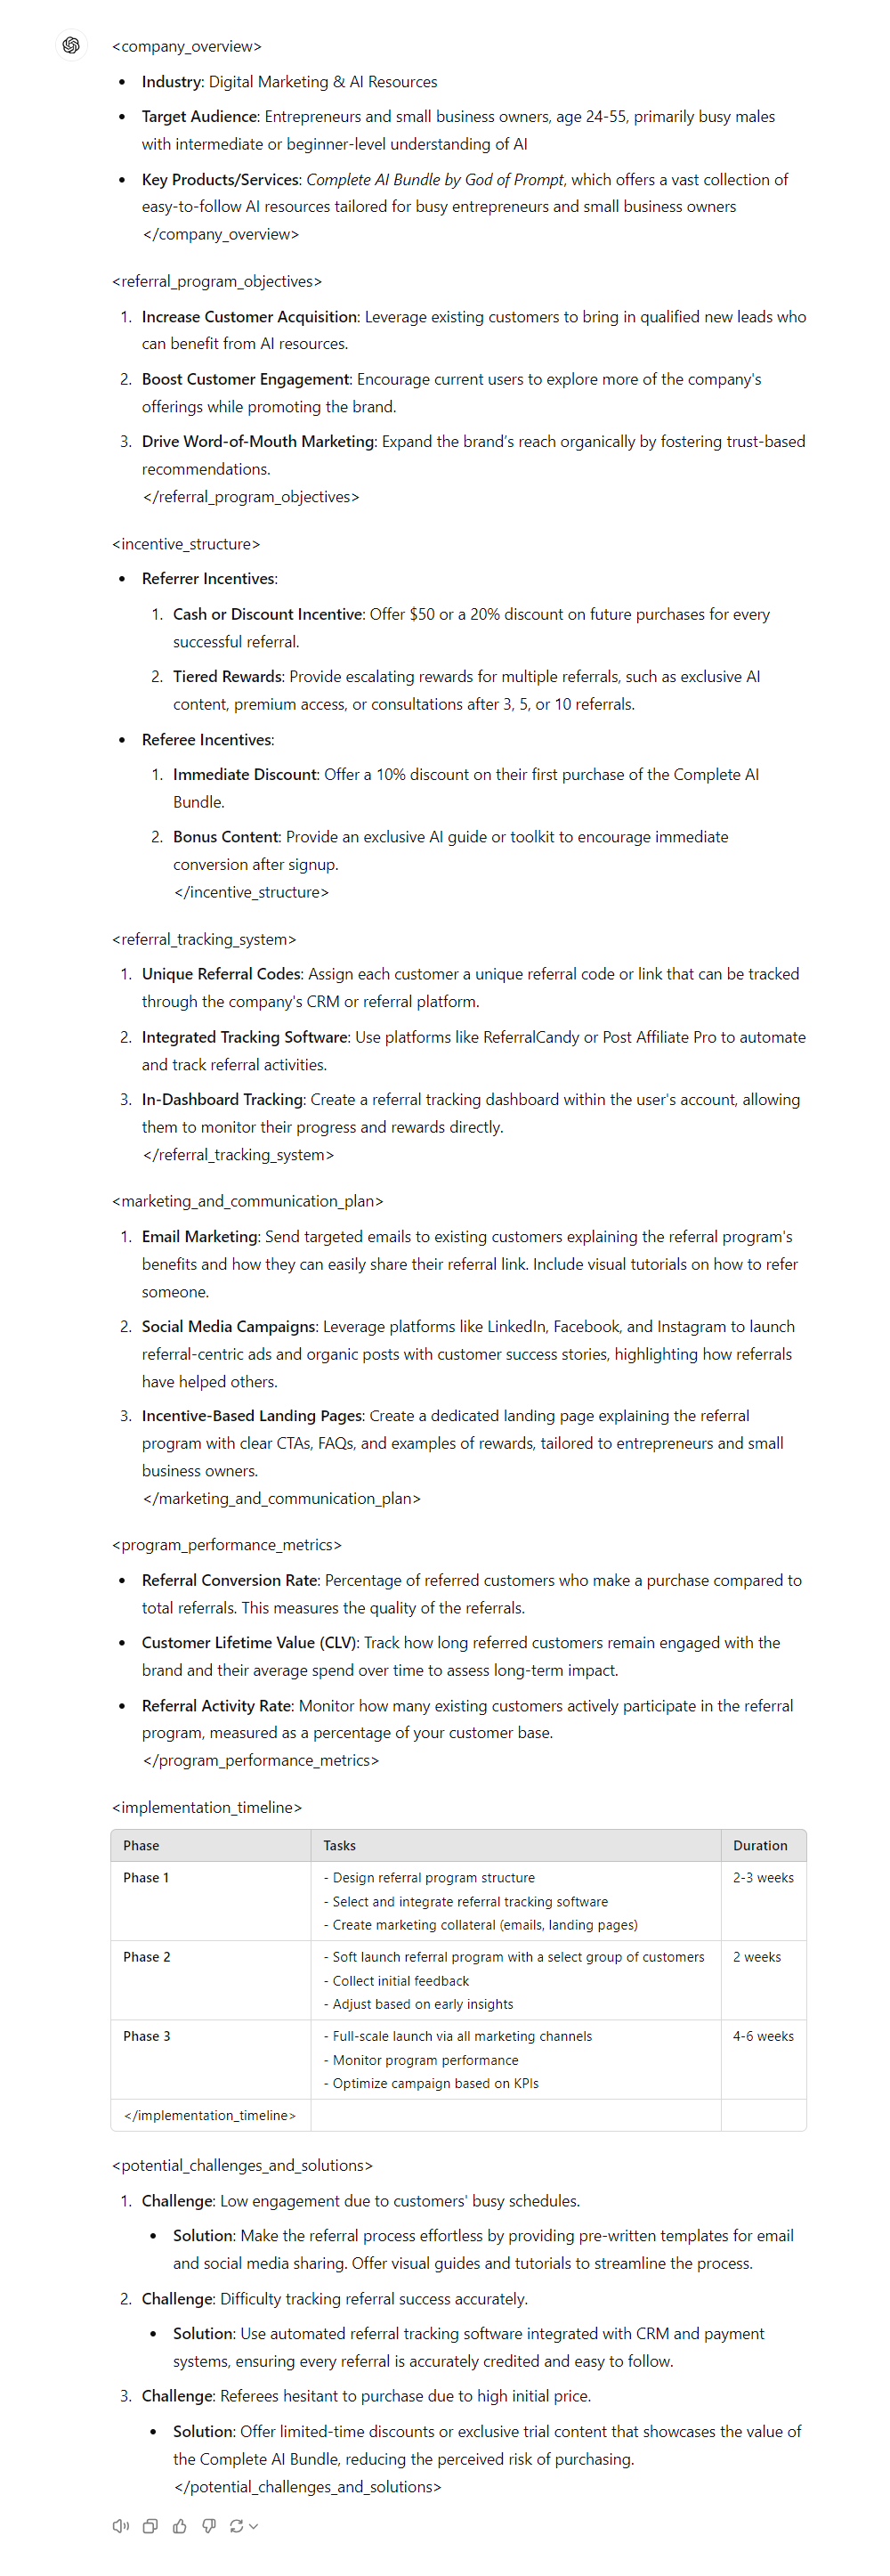 <company_overview>
• Industry: Digital Marketing & AI Resources
• Target Audience: Entrepreneurs and small business owners, age 24-55, primarily busy males
with intermediate or beginner-level understanding of AI
• Key Products/Services: Complete AI Bundle by God of Prompt, which offers a vast collection of
easy-to-follow AI resources tailored for busy entrepreneurs and small business owners
</company_overview>
<referral_program_objectives>
1. Increase Customer Acquisition: Leverage existing customers to bring in qualified new leads who
can benefit from AI resources.
2. Boost Customer Engagement: Encourage current users to explore more of the company's
offerings while promoting the brand.
3. Drive Word-of-Mouth Marketing: Expand the brand's reach organically by fostering trust-based
recommendations.
</referral_program_objectives>
<incentive_structure>
• Referrer Incentives:
1. Cash or Discount Incentive: Offer $50 or a 20% discount on future purchases for every
successful referral.
2. Tiered Rewards: Provide escalating rewards for multiple referrals, such as exclusive AI
content, premium access, or consultations after 3, 5, or 10 referrals.
• Referee Incentives:
1. Immediate Discount: Offer a 10% discount on their first purchase of the Complete AI
Bundle.
2. Bonus Content: Provide an exclusive AI guide or toolkit to encourage immediate
conversion after signup.
</incentive_structure>
<referral_tracking_system>
1. Unique Referral Codes: Assign each customer a unique referral code or link that can be tracked
through the company's CRM or referral platform.
2. Integrated Tracking Software: Use platforms like ReferralCandy or Post Affiliate Pro to automate
and track referral activities.
3. In-Dashboard Tracking: Create a referral tracking dashboard within the user's account, allowing
them to monitor their progress and rewards directly.
</referral_tracking_system>
<marketing_and_communication_plan>
1. Email Marketing: Send targeted emails to existing customers explaining the referral program's
benefits and how they can easily share their referral link. Include visual tutorials on how to refer
someone.
2. Social Media Campaigns: Leverage platforms like LinkedIn, Facebook, and Instagram to launch
referral-centric ads and organic posts with customer success stories, highlighting how referrals
have helped others.
3. Incentive-Based Landing Pages: Create a dedicated landing page explaining the referral
program with clear CTAs, FAQs, and examples of rewards, tailored to entrepreneurs and small
business owners.
</marketing_and_communication_plan>
<program_performance_metrics>
• Referral Conversion Rate: Percentage of referred customers who make a purchase compared to
total referrals. This measures the quality of the referrals.
• Customer Lifetime Value (CLV): Track how long referred customers remain engaged with the
brand and their average spend over time to assess long-term impact.
• Referral Activity Rate: Monitor how many existing customers actively participate in the referral
program, measured as a percentage of your customer base.
</program_performance_metrics>
<implementation_timeline>
Phase Tasks Duration
Phase 1 - Design referral program structure 2-3 weeks
- Select and integrate referral tracking software
- Create marketing collateral (emails, landing pages)
Phase 2 - Soft launch referral program with a select group of customers 2 weeks
- Collect initial feedback
- Adjust based on early insights
Phase 3 - Full-scale launch via all marketing channels 4-6 weeks
- Monitor program performance
- Optimize campaign based on KPIs
</implementation_timeline>
<potential_challenges_and_solutions>
1. Challenge: Low engagement due to customers' busy schedules.
• Solution: Make the referral process effortless by providing pre-written templates for email
and social media sharing. Offer visual guides and tutorials to streamline the process.
2. Challenge: Difficulty tracking referral success accurately.
• Solution: Use automated referral tracking software integrated with CRM and payment
systems, ensuring every referral is accurately credited and easy to follow.
3. Challenge: Referees hesitant to purchase due to high initial price.
• Solution: Offer limited-time discounts or exclusive trial content that showcases the value of
the Complete AI Bundle, reducing the perceived risk of purchasing.
</potential_challenges_and_solutions>